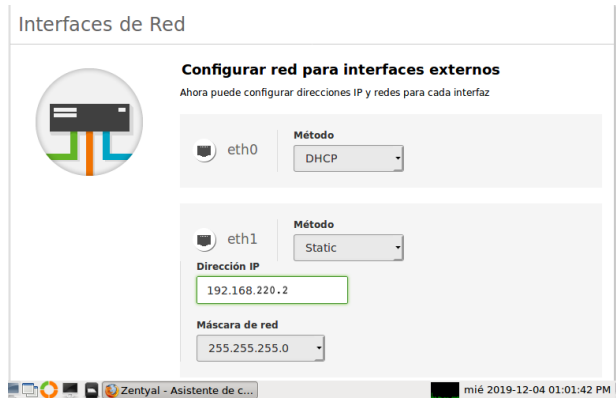 Interfaces de Red
Configurar red para interfaces externos
Ahora puede configurar direcciones IP y redes para cada interfaz
eth0
Método
DHCP
eth1
Método
Static
Dirección IP
192.168.220.2
Máscara de red
255.255.255.0
Zentyal - Asistente de c...
mié 2019-12-04 01:01:42 PM